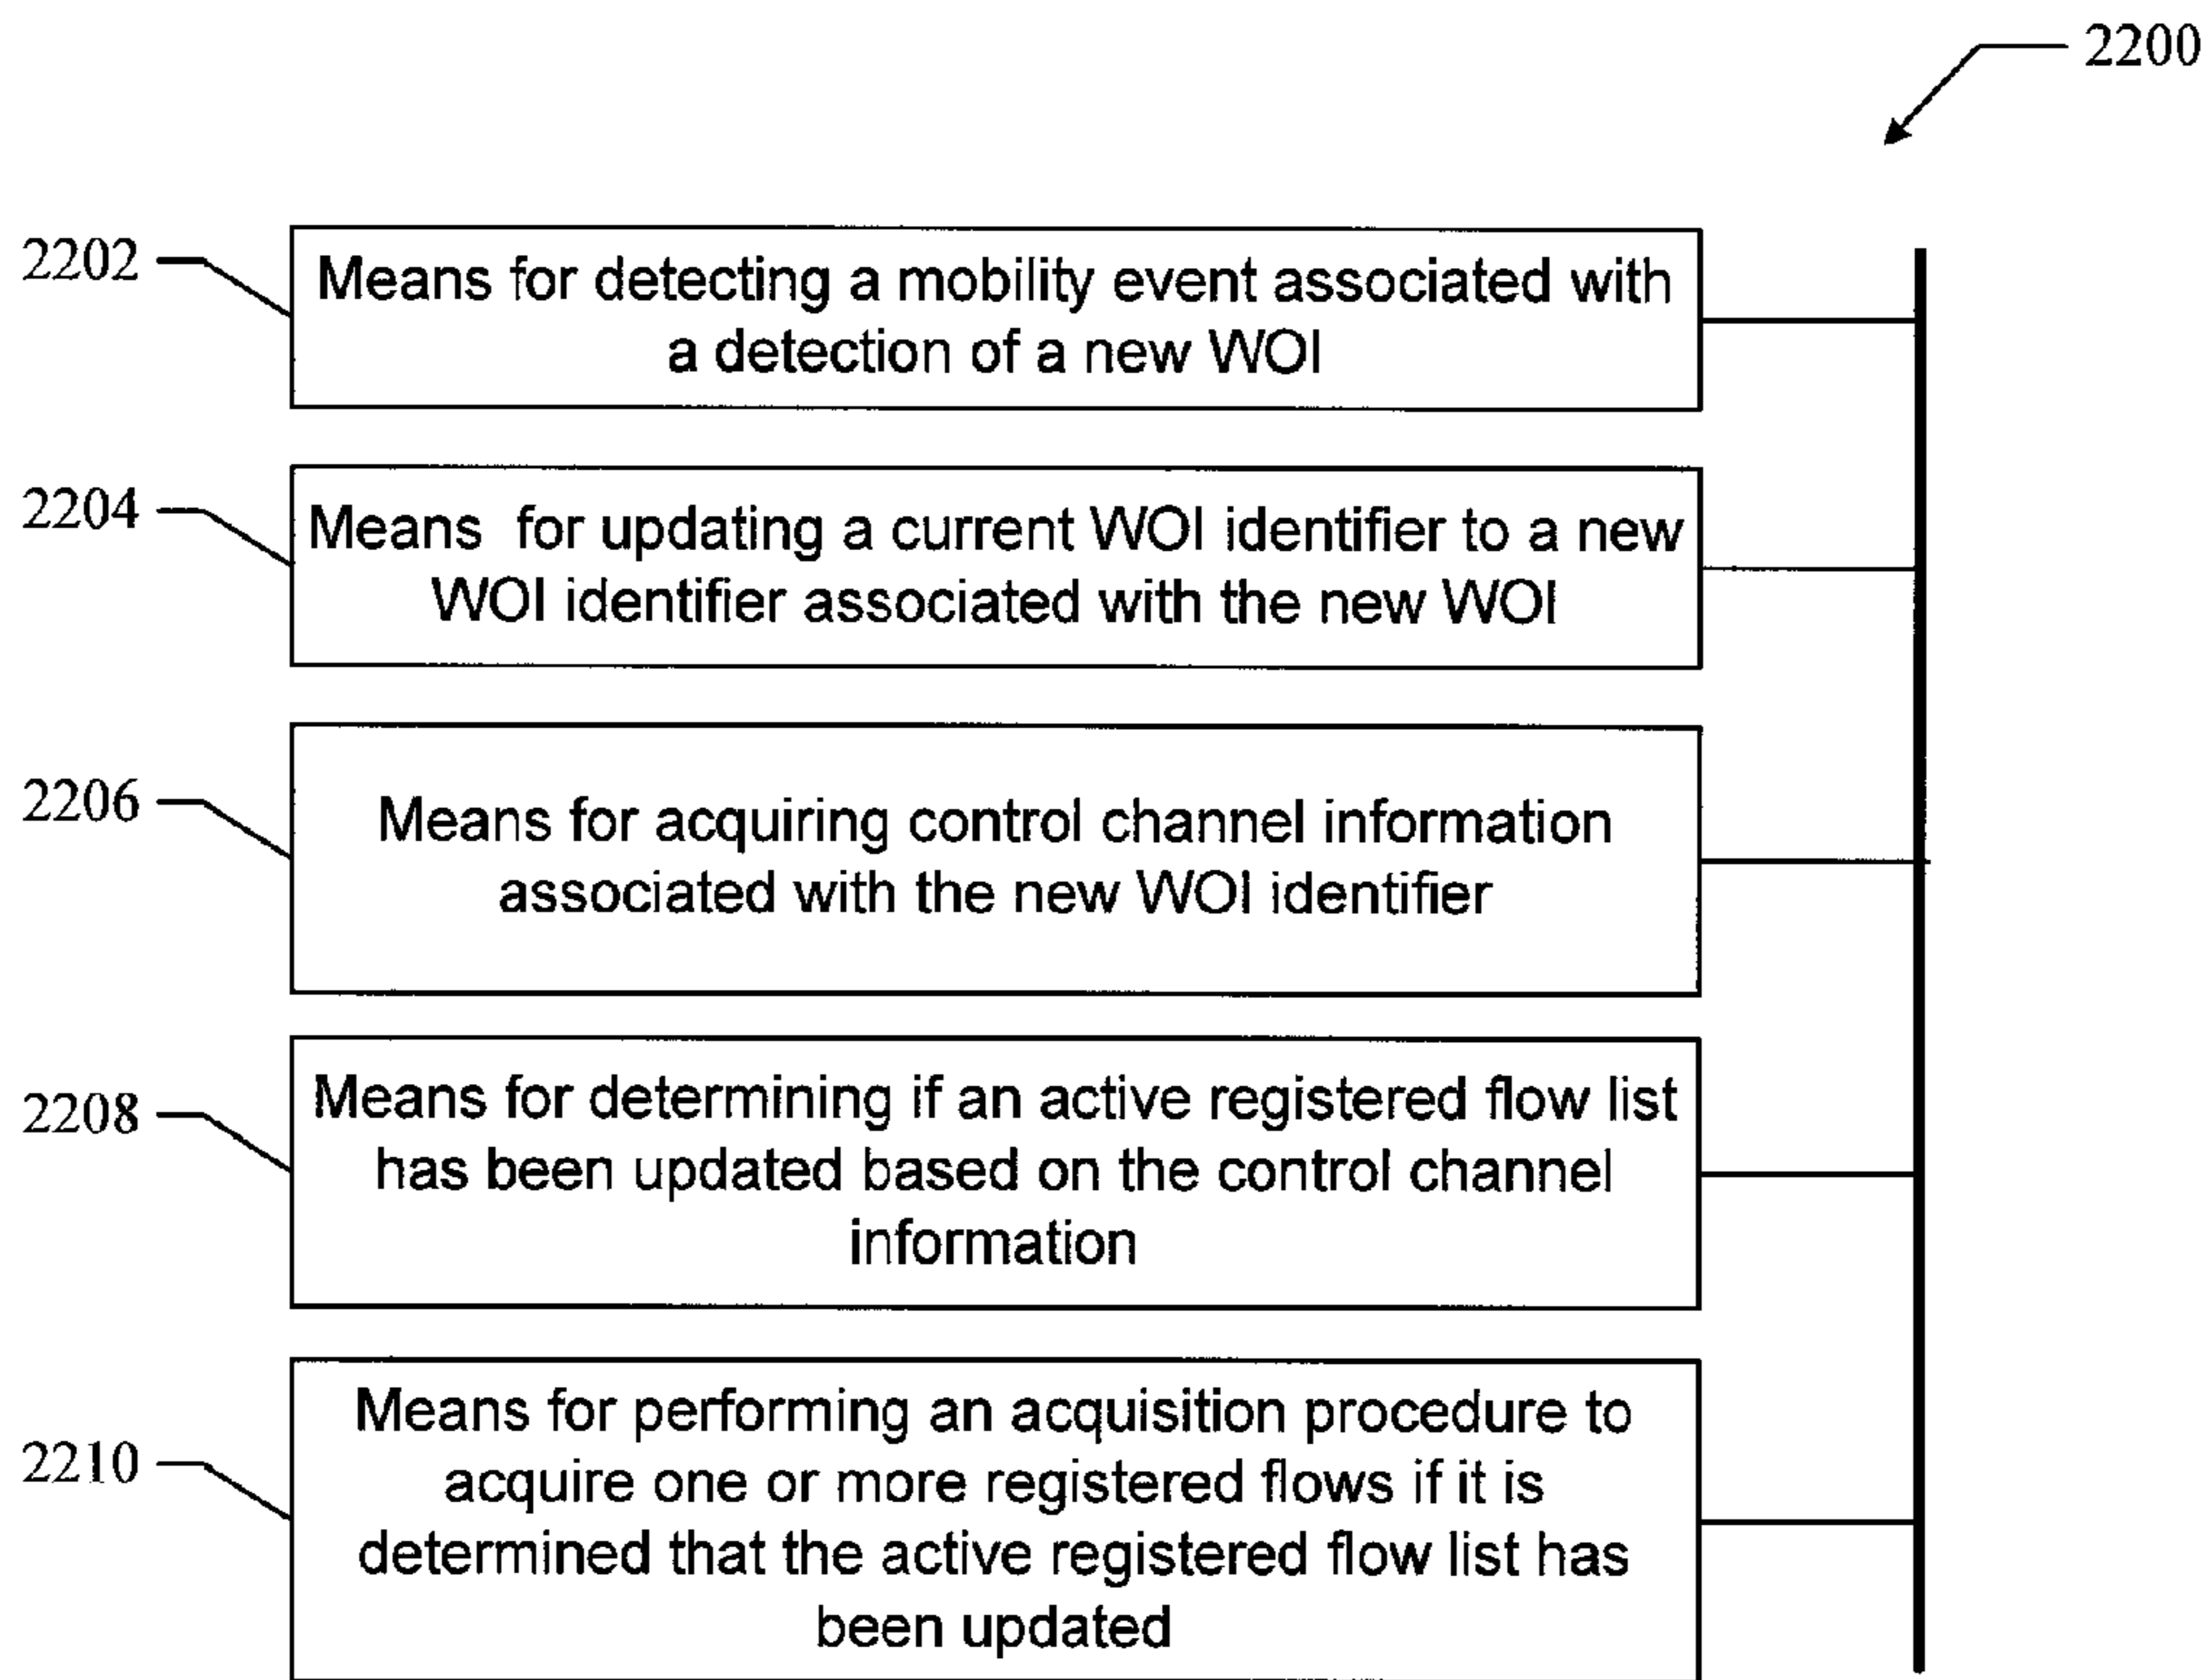 2200
2202
Means for detecting a mobility event associated with
a detection of a new WOI
2204
Means for updating a current WOI identifier to a new
WOI identifier associated with the new WOI
2206
Means for acquiring control channel information
associated with the new WOI identifier
2208
Means for determining if an active registered flow list
has been updated based on the control channel
information
2210
Means for performing an acquisition procedure to
acquire one or more registered flows if it is
determined that the active registered flow list has
been updated